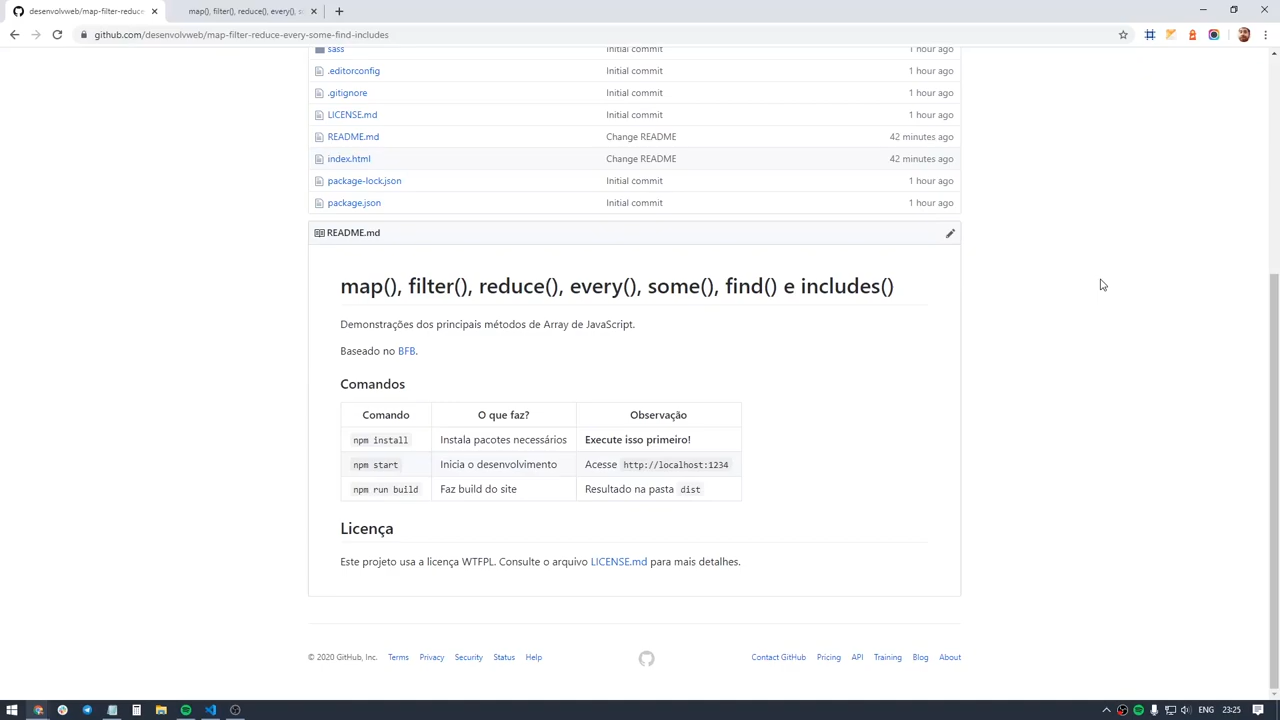 desenvolvweb/map-filter-reduce-
map(), filter(), reduce(), every(), s
github.com/desenvolvweb/map-filter-reduce-every-some-find-includes
sass Initial commit 1 hour ago
.editorconfig Initial commit 1 hour ago
.gitignore Initial commit 1 hour ago
LICENSE.md Initial commit 1 hour ago
README.md Change README 42 minutes ago
index.html Change README 42 minutes ago
package-lock.json Initial commit 1 hour ago
package.json Initial commit 1 hour ago
README.md
map(), filter(), reduce(), every(), some(), find() e includes()
Demonstrações dos principais métodos de Array de JavaScript.
Baseado no BFB.
Comandos
Comando O que faz? Observação
npm install Instala pacotes necessários Execute isso primeiro!
npm start Inicia o desenvolvimento Acesse http://localhost:1234
npm run build Faz build do site Resultado na pasta dist
Licença
Este projeto usa a licença WTFPL. Consulte o arquivo LICENSE.md para mais detalhes.
© 2020 GitHub, Inc. Terms Privacy Security Status Help Contact GitHub Pricing API Training Blog About
ENG 23:25